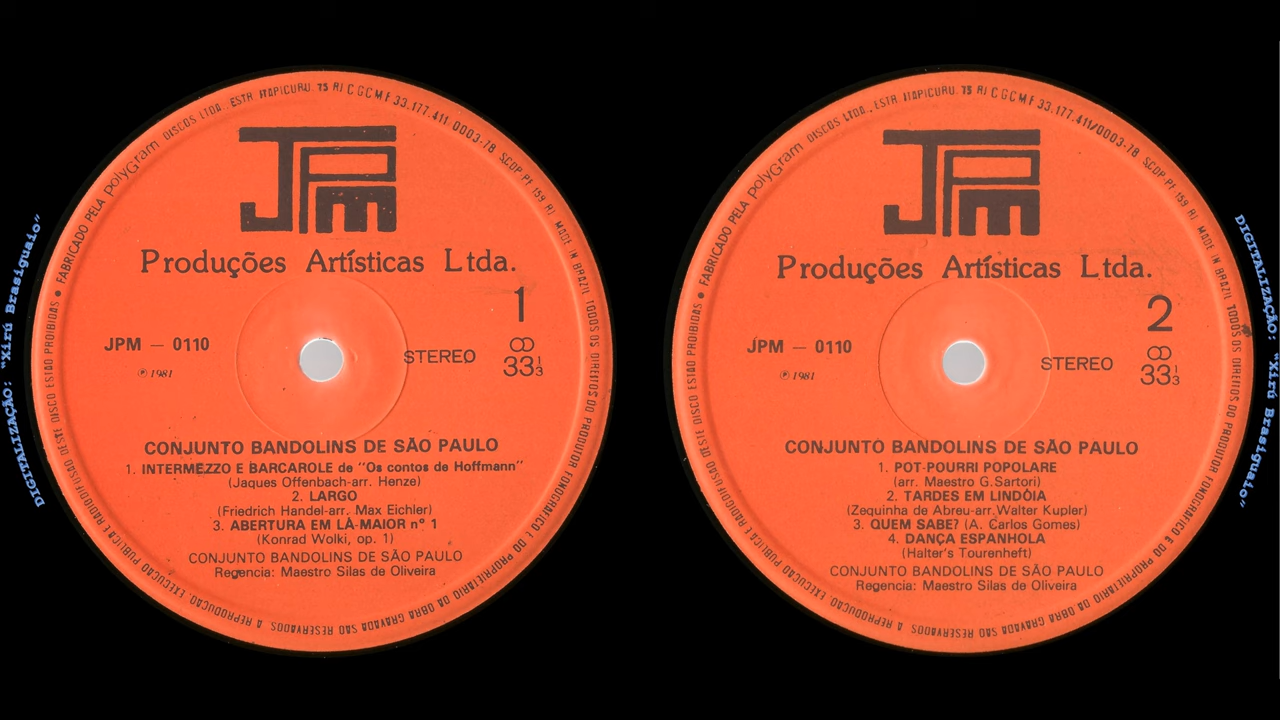 DIGITALIZAÇÃO: "Xirú Brasiguaio"
• FABRICADO PELA polyGram DISCOS LTDA., ESTR ITAPICURU. 75 RJ C G C M F 33.177.411 0003-78 SCDP-PF 159 RJ MADE IN BRAZIL TODOS OS DIREITOS DO PRODUTOR FONOGRÁFICO E DO PROPRIETARIO DA OBRA GRAVADA SÃO RESERVADOS. A REPRODUÇÃO, EXECUÇÃO PUBLICA E RADIODIFUSÃO DESTE DISCO ESTÃO PROIBIDAS
JPm
Produções Artísticas Ltda.
1
JPM — 0110
STEREO
33 1/3
℗ 1981
CONJUNTO BANDOLINS DE SÃO PAULO
1. INTERMEZZO E BARCAROLE de "Os contos de Hoffmann"
(Jaques Offenbach-arr. Henze)
2. LARGO
(Friedrich Handel-arr. Max Eichler)
3. ABERTURA EM LÁ-MAIOR nº 1
(Konrad Wolki, op. 1)
CONJUNTO BANDOLINS DE SÃO PAULO
Regencia: Maestro Silas de Oliveira
• FABRICADO PELA polyGram DISCOS LTDA., ESTR ITAPICURU. 75 RJ C G C M F 33.177.411/0003-78 SCDP-PF 159 RJ MADE IN BRAZIL TODOS OS DIREITOS DO PRODUTOR FONOGRÁFICO E DO PROPRIETARIO DA OBRA GRAVADA SÃO RESERVADOS. A REPRODUÇÃO, EXECUÇÃO PUBLICA E RADIODIFUSÃO DESTE DISCO ESTÃO PROIBIDAS
JPm
Produções Artísticas Ltda.
2
JPM — 0110
STEREO
33 1/3
℗ 1981
CONJUNTO BANDOLINS DE SÃO PAULO
1. POT-POURRI POPOLARE
(arr. Maestro G.Sartori)
2. TARDES EM LINDÓIA
(Zequinha de Abreu-arr.Walter Kupler)
3. QUEM SABE? (A. Carlos Gomes)
4. DANÇA ESPANHOLA
(Halter's Tourenheft)
CONJUNTO BANDOLINS DE SÃO PAULO
Regencia: Maestro Silas de Oliveira
DIGITALIZAÇÃO: "Xirú Brasiguaio"